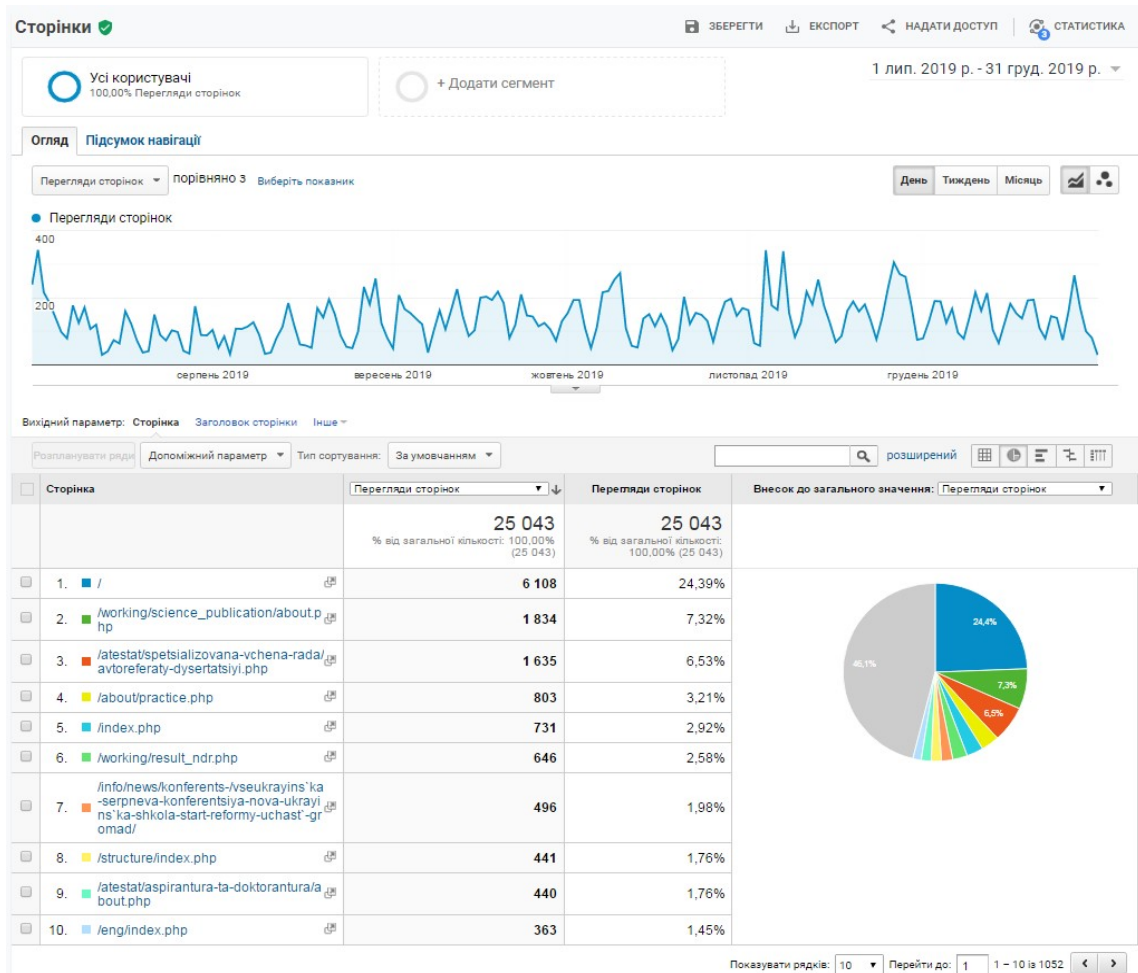 Сторінки
ЗБЕРЕГТИ ЕКСПОРТ НАДАТИ ДОСТУП СТАТИСТИКА
3
Усі користувачі
100,00% Перегляди сторінок
+ Додати сегмент
1 лип. 2019 р. - 31 груд. 2019 р.
Огляд Підсумок навігації
Перегляди сторінок порівняно з Виберіть показник
День Тиждень Місяць
Перегляди сторінок
400
200
серпень 2019 вересень 2019 жовтень 2019 листопад 2019 грудень 2019
Вихідний параметр: Сторінка Заголовок сторінки Інше
Розпланувати ряди Допоміжний параметр Тип сортування: За умовчанням розширений
Сторінка Перегляди сторінок Перегляди сторінок Внесок до загального значення: Перегляди сторінок
25 043 25 043
% від загальної кількості: 100,00% (25 043) % від загальної кількості: 100,00% (25 043)
1. / 6 108 24,39%
2. /working/science_publication/about.p
hp 1 834 7,32%
3. /atestat/spetsializovana-vchena-rada/
avtoreferaty-dysertatsiyi.php 1 635 6,53%
4. /about/practice.php 803 3,21%
5. /index.php 731 2,92%
6. /working/result_ndr.php 646 2,58%
7. /info/news/konferents-/vseukrayins`ka
-serpneva-konferentsiya-nova-ukrayi
ns`ka-shkola-start-reformy-uchast`-gr
omad/ 496 1,98%
8. /structure/index.php 441 1,76%
9. /atestat/aspirantura-ta-doktorantura/a
bout.php 440 1,76%
10. /eng/index.php 363 1,45%
24,4%
7,3%
6,5%
46,1%
Показувати рядків: 10 Перейти до: 1 1 – 10 із 1052